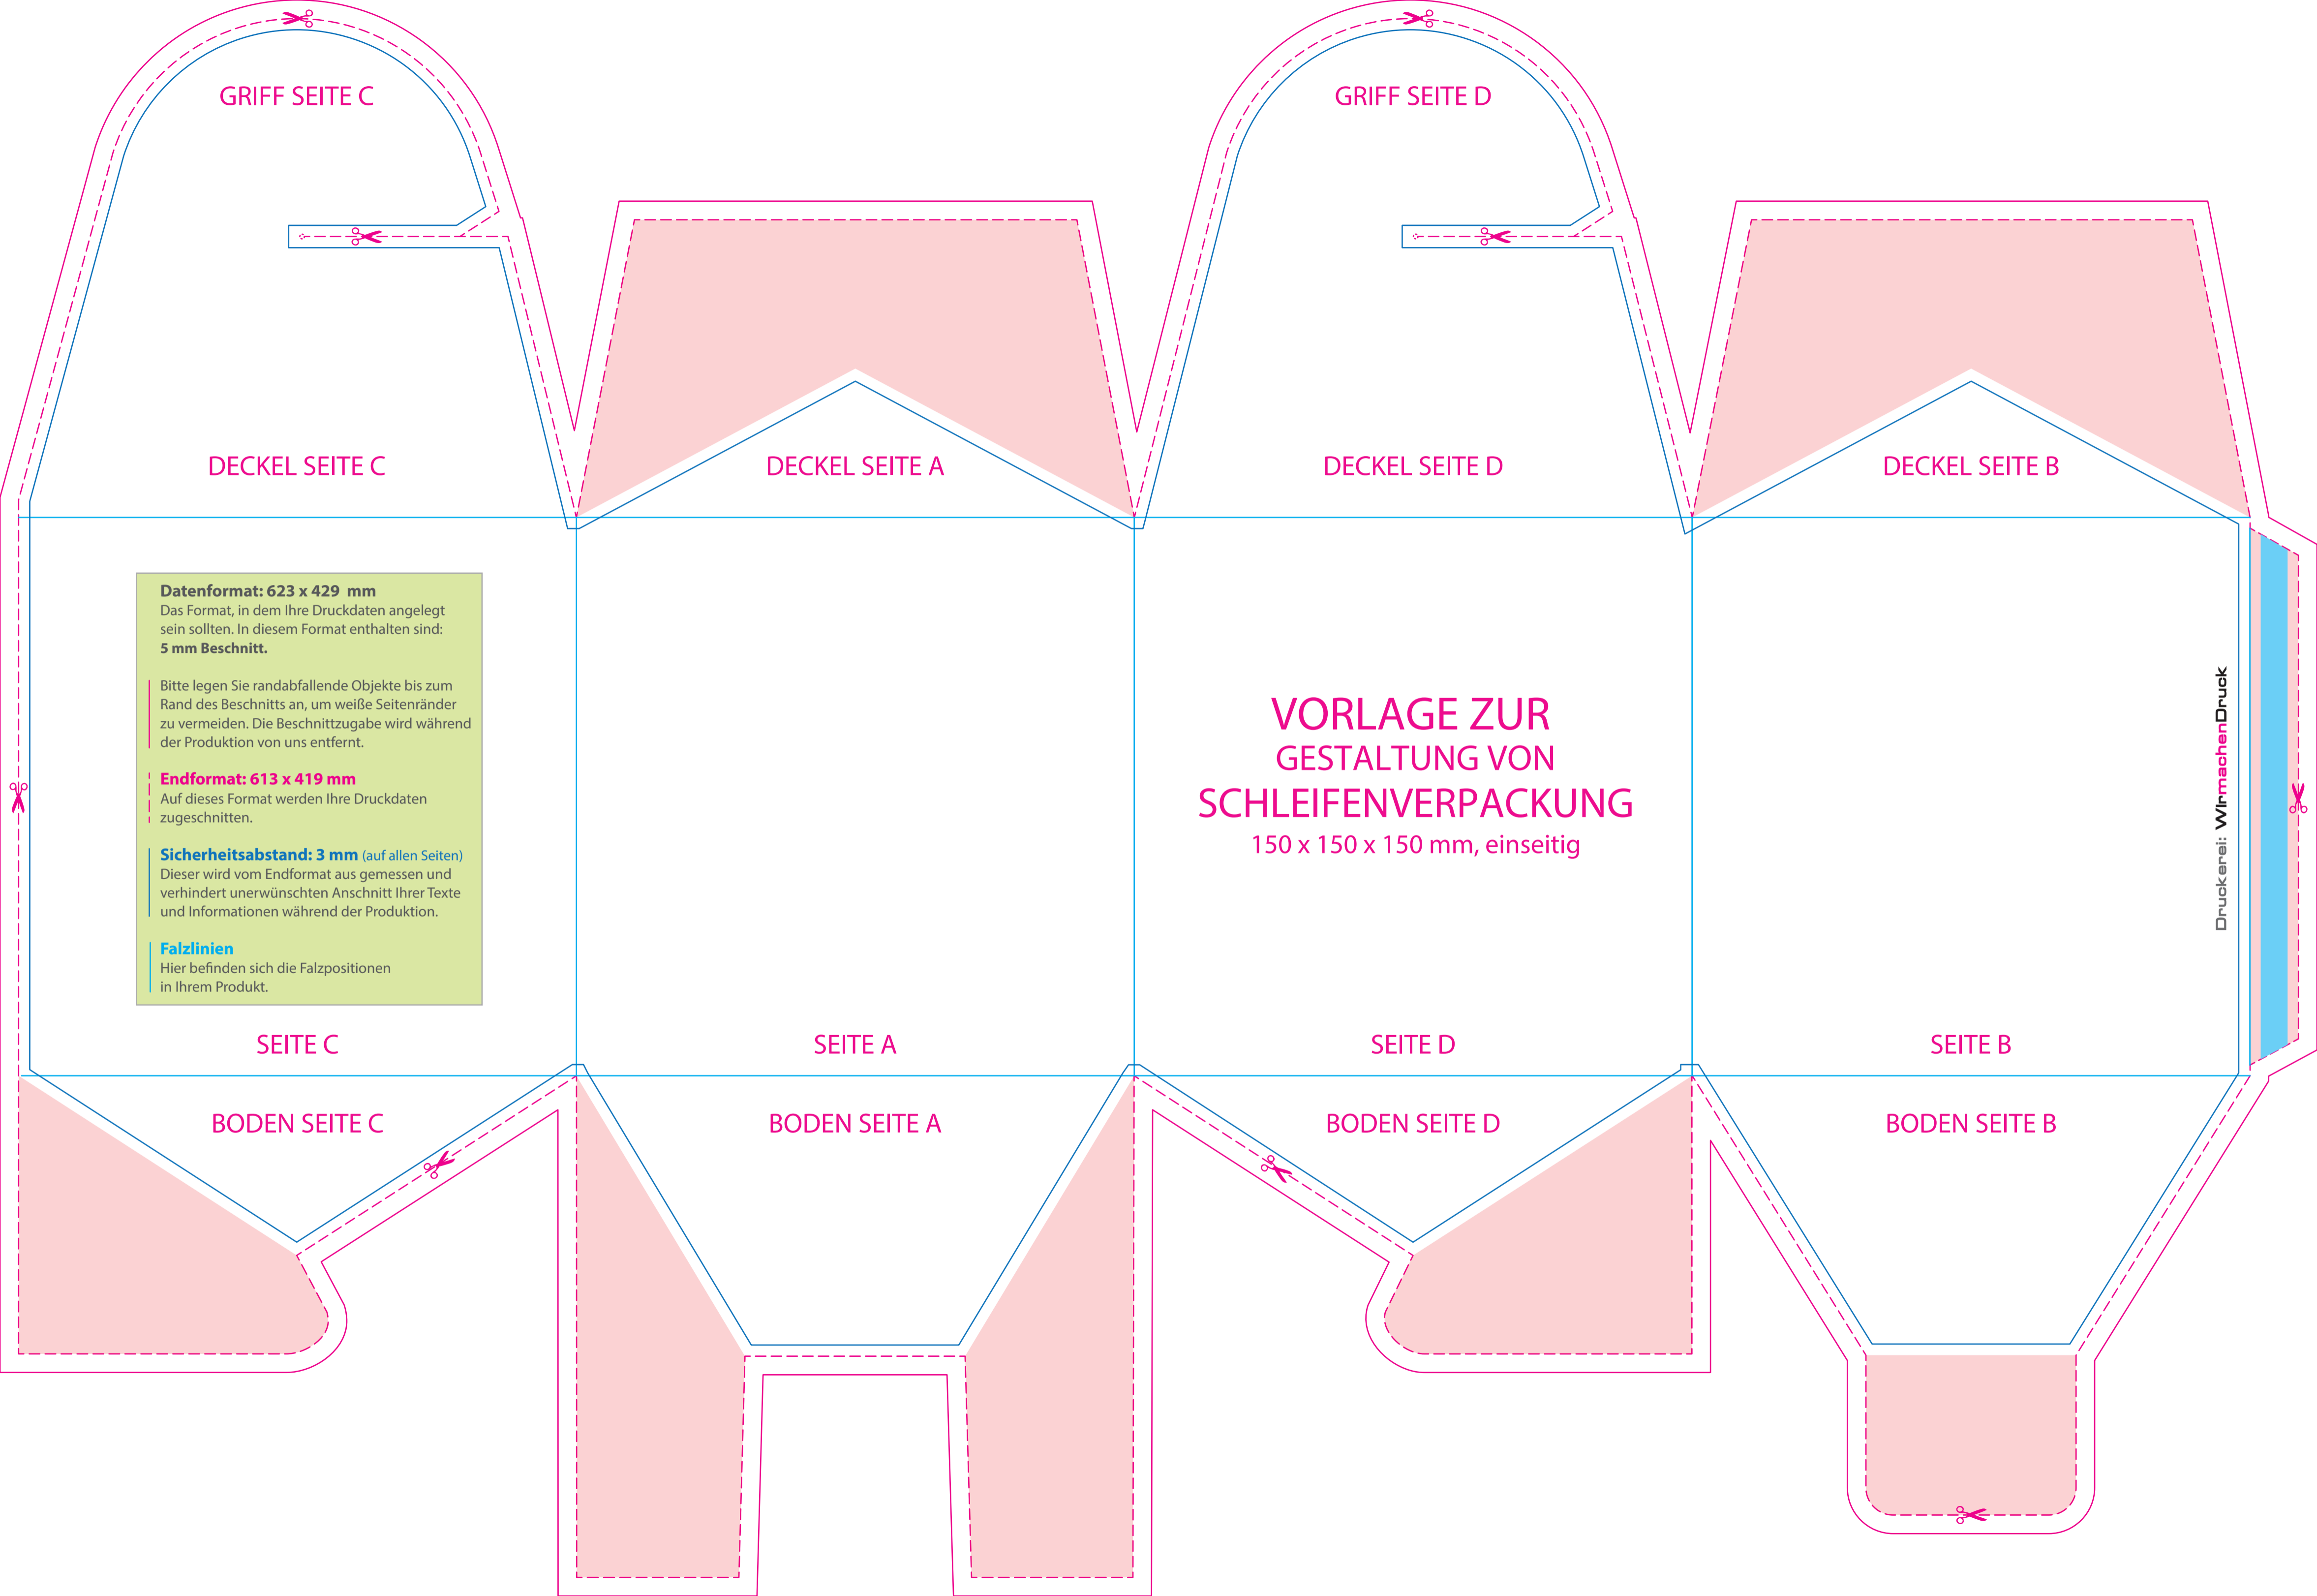 GRIFF SEITE C
GRIFF SEITE D
DECKEL SEITE C
DECKEL SEITE A
DECKEL SEITE D
DECKEL SEITE B
Datenformat: 623 x 429 mm
Das Format, in dem Ihre Druckdaten angelegt
sein sollten. In diesem Format enthalten sind:
5 mm Beschnitt.
Bitte legen Sie randabfallende Objekte bis zum
Rand des Beschnitts an, um weiße Seitenränder
zu vermeiden. Die Beschnittzugabe wird während
der Produktion von uns entfernt.
Endformat: 613 x 419 mm
Auf dieses Format werden Ihre Druckdaten
zugeschnitten.
Sicherheitsabstand: 3 mm (auf allen Seiten)
Dieser wird vom Endformat aus gemessen und
verhindert unerwünschten Anschnitt Ihrer Texte
und Informationen während der Produktion.
Falzlinien
Hier befinden sich die Falzpositionen
in Ihrem Produkt.
VORLAGE ZUR
GESTALTUNG VON
SCHLEIFENVERPACKUNG
150 x 150 x 150 mm, einseitig
Druckerei: WIrmachenDruck
SEITE C
SEITE A
SEITE D
SEITE B
BODEN SEITE C
BODEN SEITE A
BODEN SEITE D
BODEN SEITE B